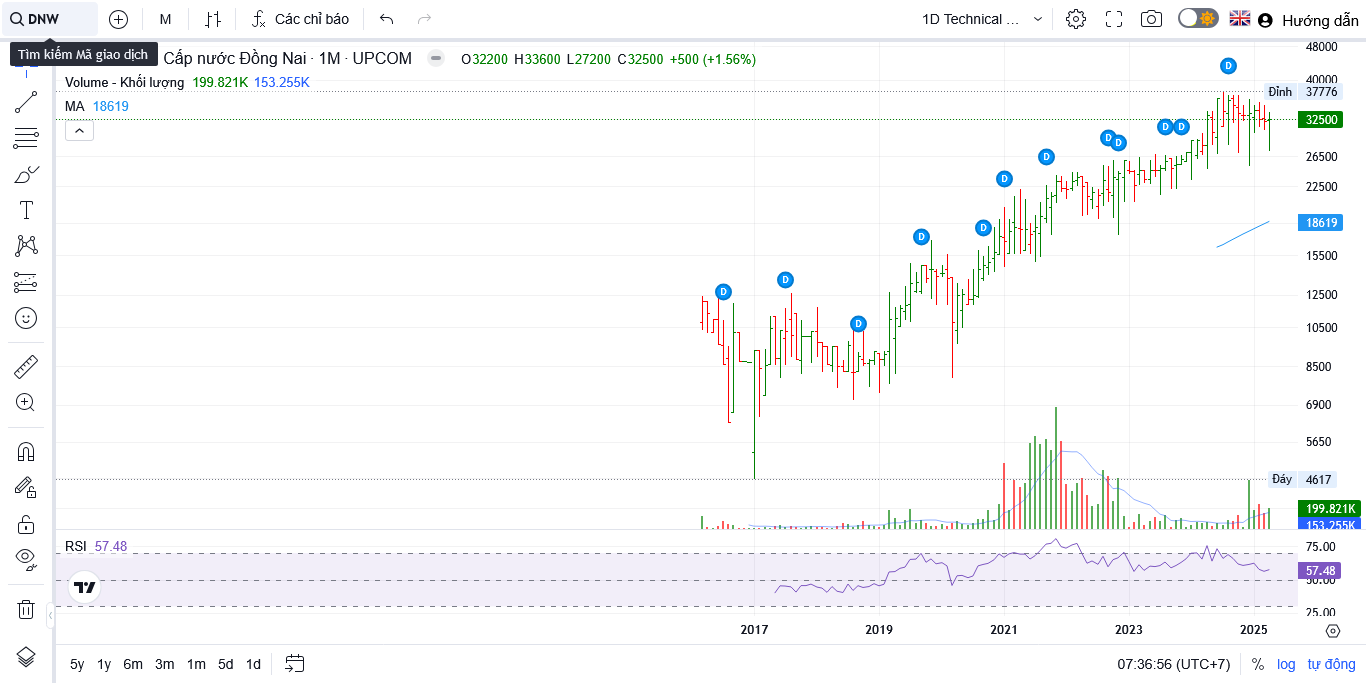 DNW
M
Các chỉ báo
1D Technical ...
Hướng dẫn
Tìm kiếm Mã giao dịch
Cấp nước Đồng Nai · 1M · UPCOM
O32200 H33600 L27200 C32500 +500 (+1.56%)
Volume - Khối lượng 199.821K 153.255K
MA 18619
48000
40000
Đỉnh 37776
32500
26500
22500
18619
15500
12500
10500
8500
6900
5650
Đáy 4617
199.821K
153.255K
D
D
D
D
D
D
D
D
D
D
D
D
RSI 57.48
75.00
57.48
50.00
25.00
2017 2019 2021 2023 2025
5y 1y 6m 3m 1m 5d 1d
07:36:56 (UTC+7) % log tự động